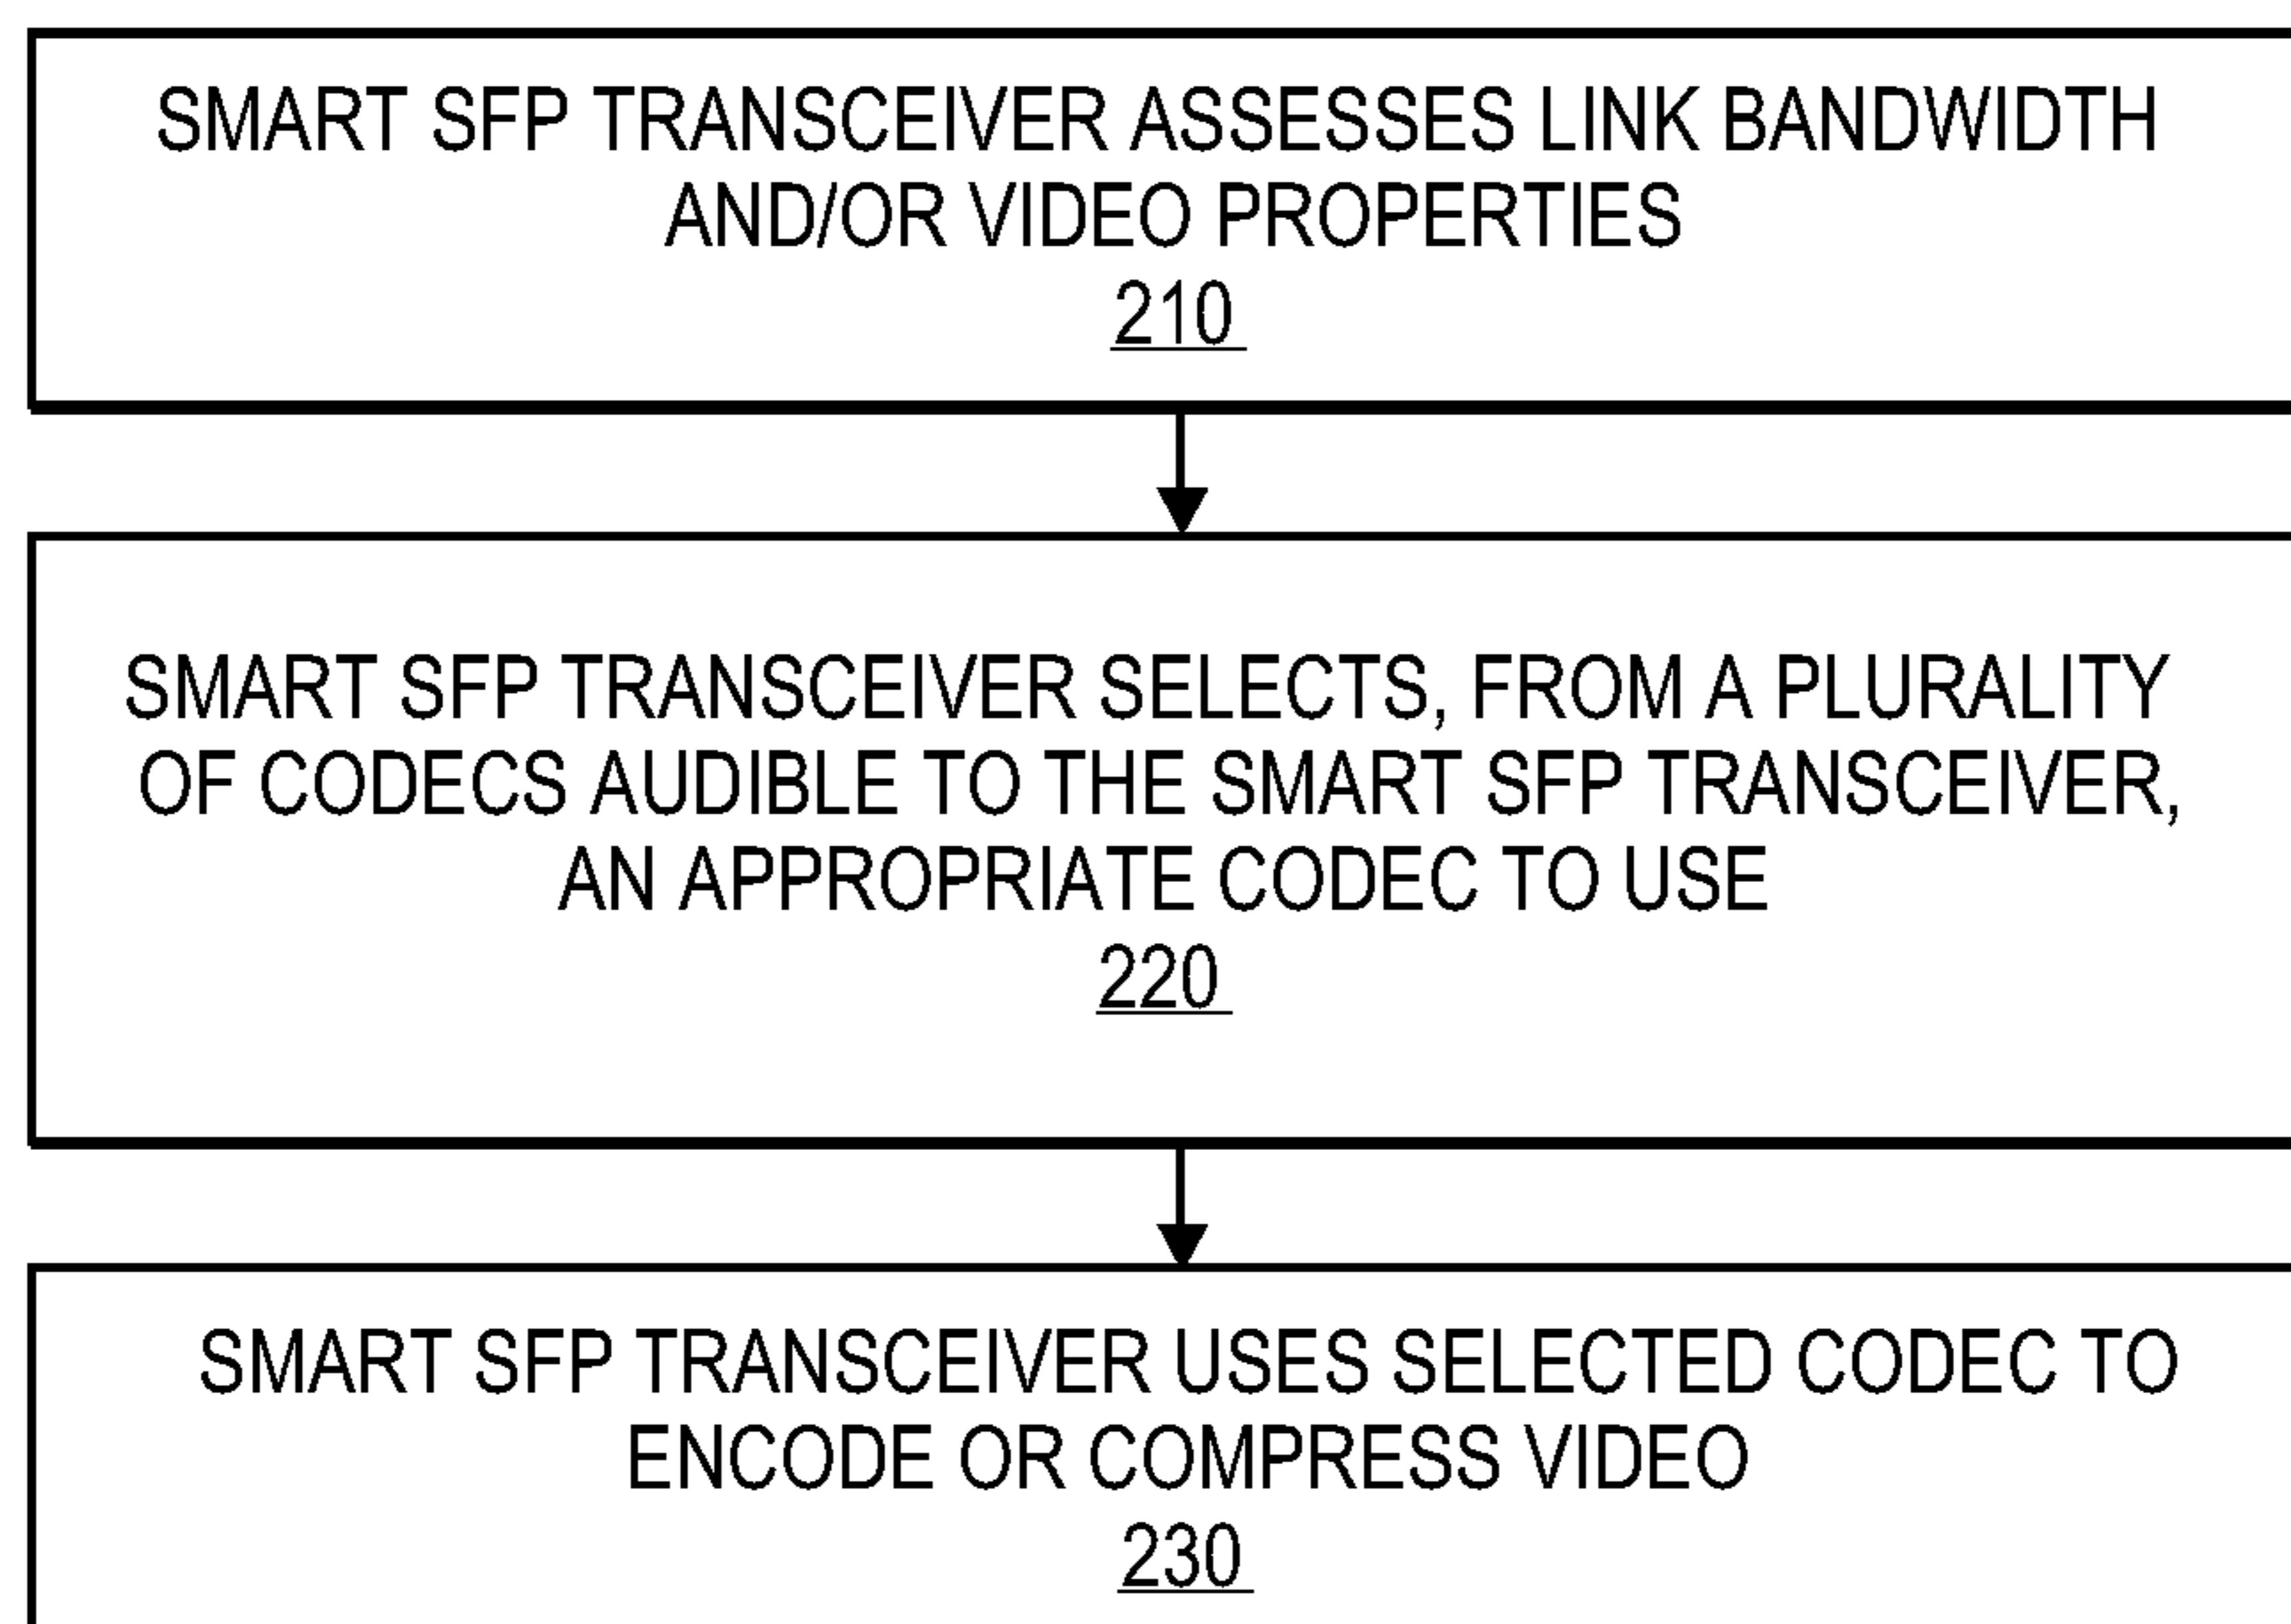 SMART SFP TRANSCEIVER ASSESSES LINK BANDWIDTH
AND/OR VIDEO PROPERTIES
210
SMART SFP TRANSCEIVER SELECTS, FROM A PLURALITY
OF CODECS AUDIBLE TO THE SMART SFP TRANSCEIVER,
AN APPROPRIATE CODEC TO USE
220
SMART SFP TRANSCEIVER USES SELECTED CODEC TO
ENCODE OR COMPRESS VIDEO
230